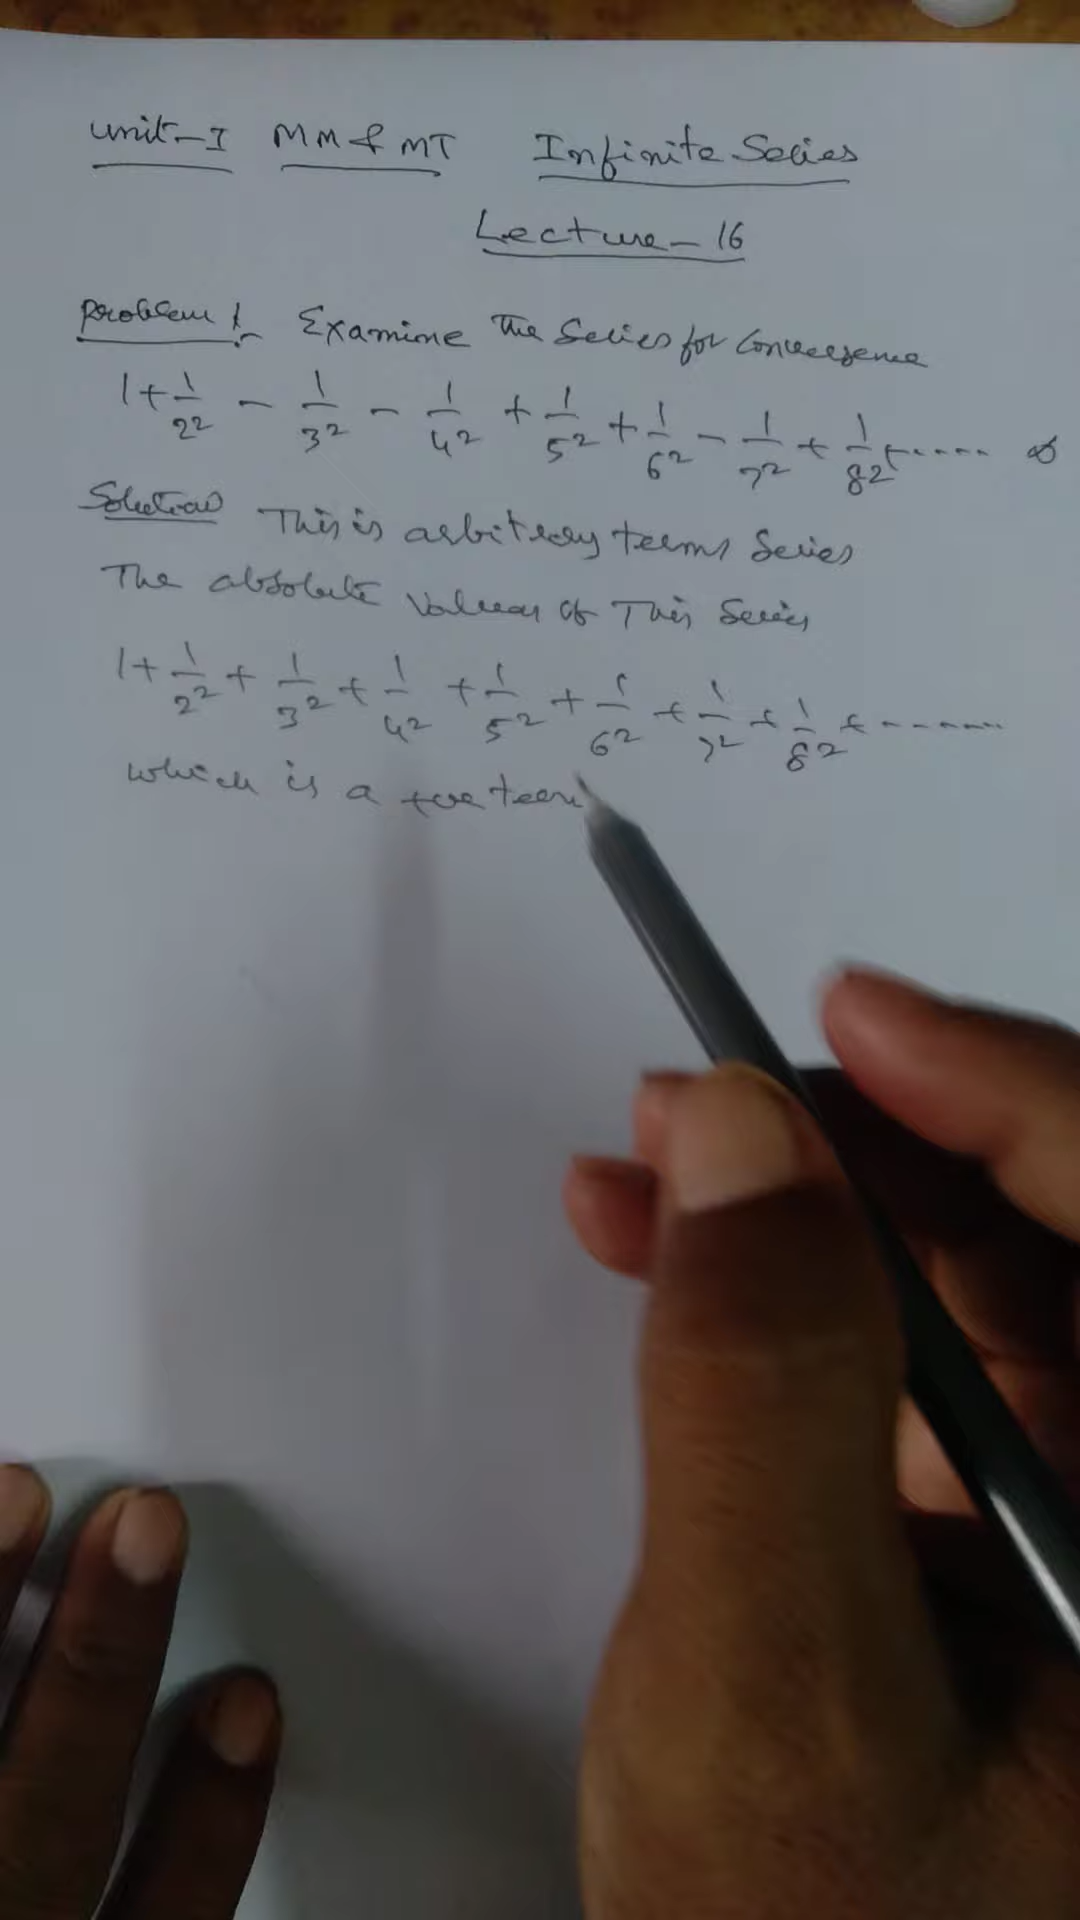 Unit-I MM & MT Infinite Series
Lecture-16
Problem 1:- Examine The Series for Convergence
1 + 1/2² - 1/3² - 1/4² + 1/5² + 1/6² - 1/7² + 1/8² + ..... ∞
Solution This is arbitrary terms Series
The absolute Values of This Series
1 + 1/2² + 1/3² + 1/4² + 1/5² + 1/6² + 1/7² + 1/8² + ......
which is a +ve term